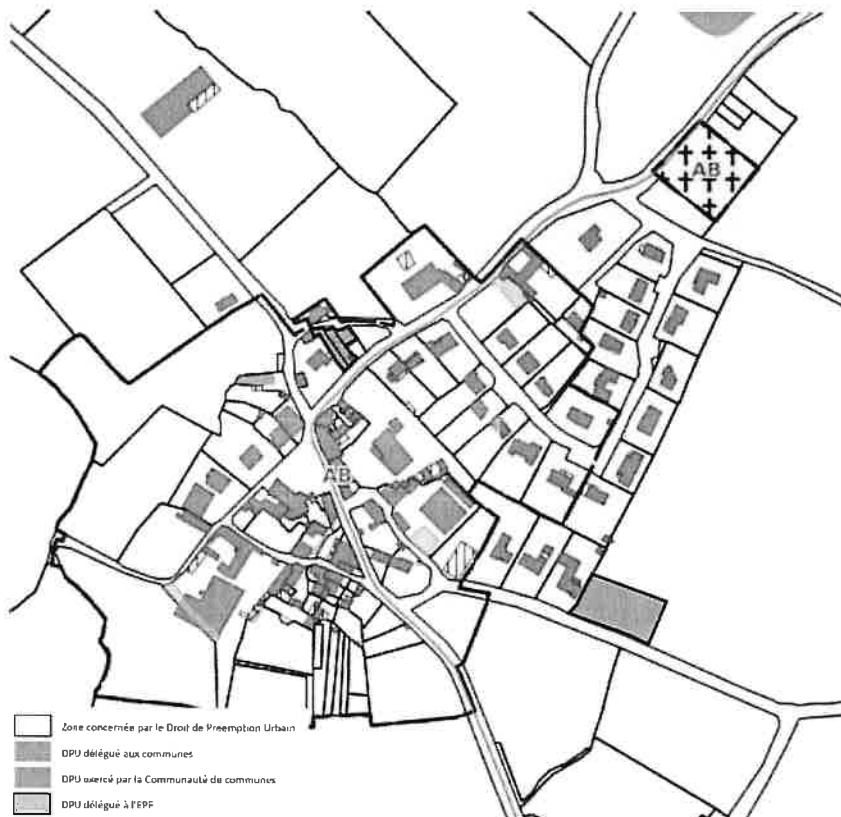 AB
AB
Zone concernée par le Droit de Préemption Urbain
DPU délégué aux communes
DPU exercé par la Communauté de communes
DPU délégué à l'EPF